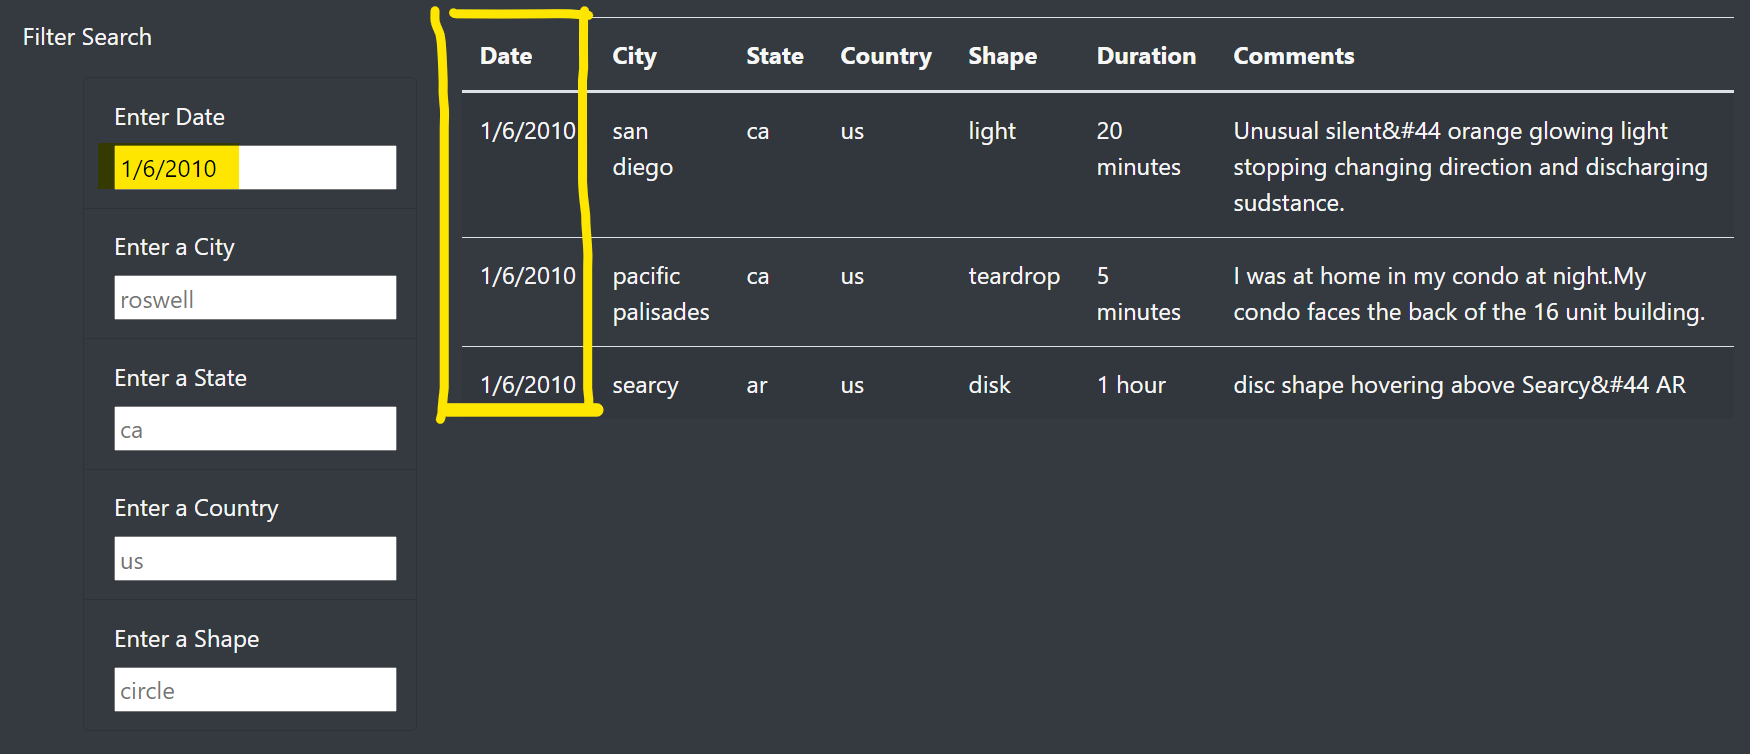 Filter Search
Enter Date
1/6/2010
Enter a City
roswell
Enter a State
ca
Enter a Country
us
Enter a Shape
circle
Date City State Country Shape Duration Comments
1/6/2010 san ca us light 20 Unusual silent&#44 orange glowing light
diego minutes stopping changing direction and discharging
sudstance.
1/6/2010 pacific ca us teardrop 5 I was at home in my condo at night.My
palisades minutes condo faces the back of the 16 unit building.
1/6/2010 searcy ar us disk 1 hour disc shape hovering above Searcy&#44 AR